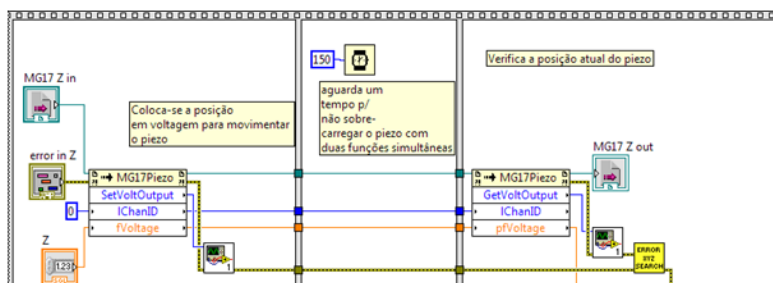 150
Verifica a posição atual do piezo
MG17 Z in
Coloca-se a posição
em voltagem para movimentar
o piezo
aguarda um
tempo p/
não sobre-
carregar o piezo com
duas funções simultâneas
MG17 Z out
error in Z
MG17Piezo
SetVoltOutput
lChanID
fVoltage
0
Z
1.23
1
MG17Piezo
GetVoltOutput
lChanID
pfVoltage
1
ERROR
XYZ
SEARCH